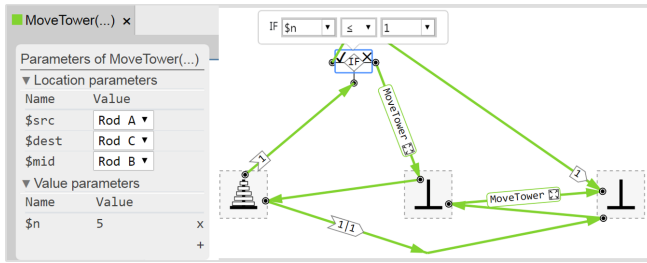 MoveTower(...) ×
Parameters of MoveTower(...)
▼ Location parameters
Name Value
$src Rod A ▼
$dest Rod C ▼
$mid Rod B ▼
▼ Value parameters
Name Value
$n 5 x
+
IF $n ▼ ≤ ▼ 1 ▼
IF
MoveTower
1
1
MoveTower
1|1